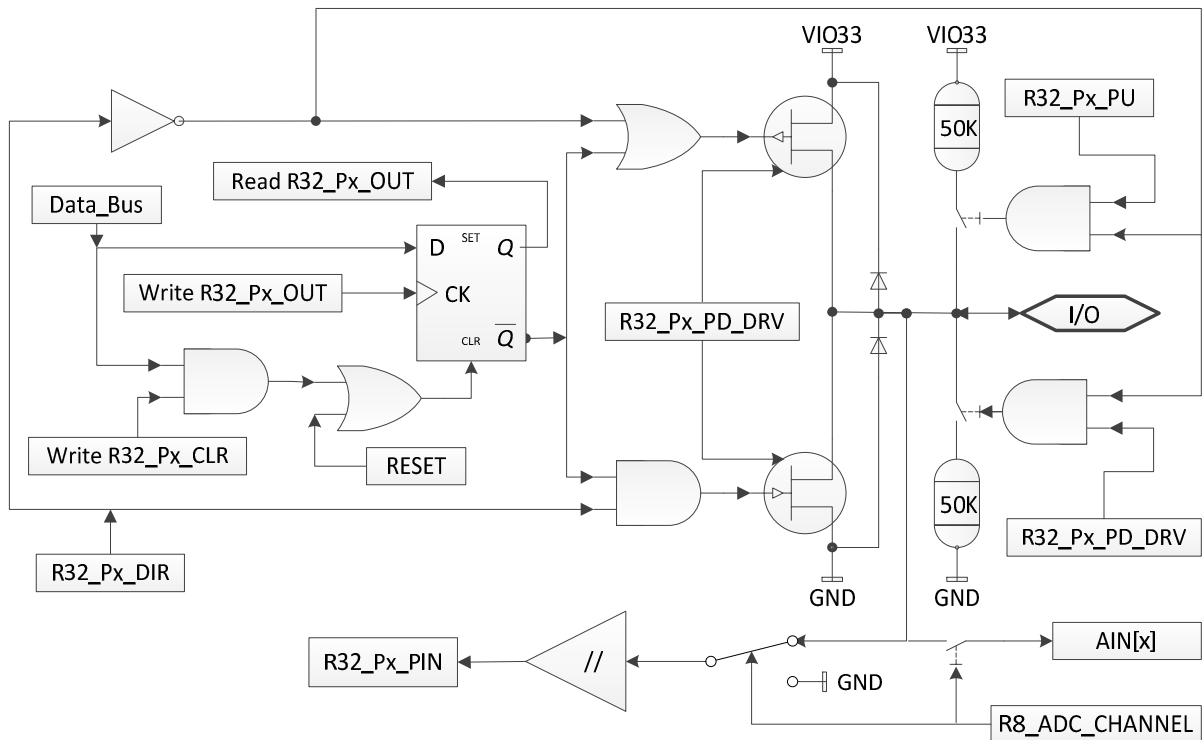 VIO33
VIO33
R32_Px_PU
50K
Read R32_Px_OUT
Data_Bus
D
SET
Q
Write R32_Px_OUT
CK
R32_Px_PD_DRV
I/O
CLR
Q
Write R32_Px_CLR
RESET
50K
R32_Px_PD_DRV
R32_Px_DIR
GND
GND
R32_Px_PIN
//
AIN[x]
GND
R8_ADC_CHANNEL